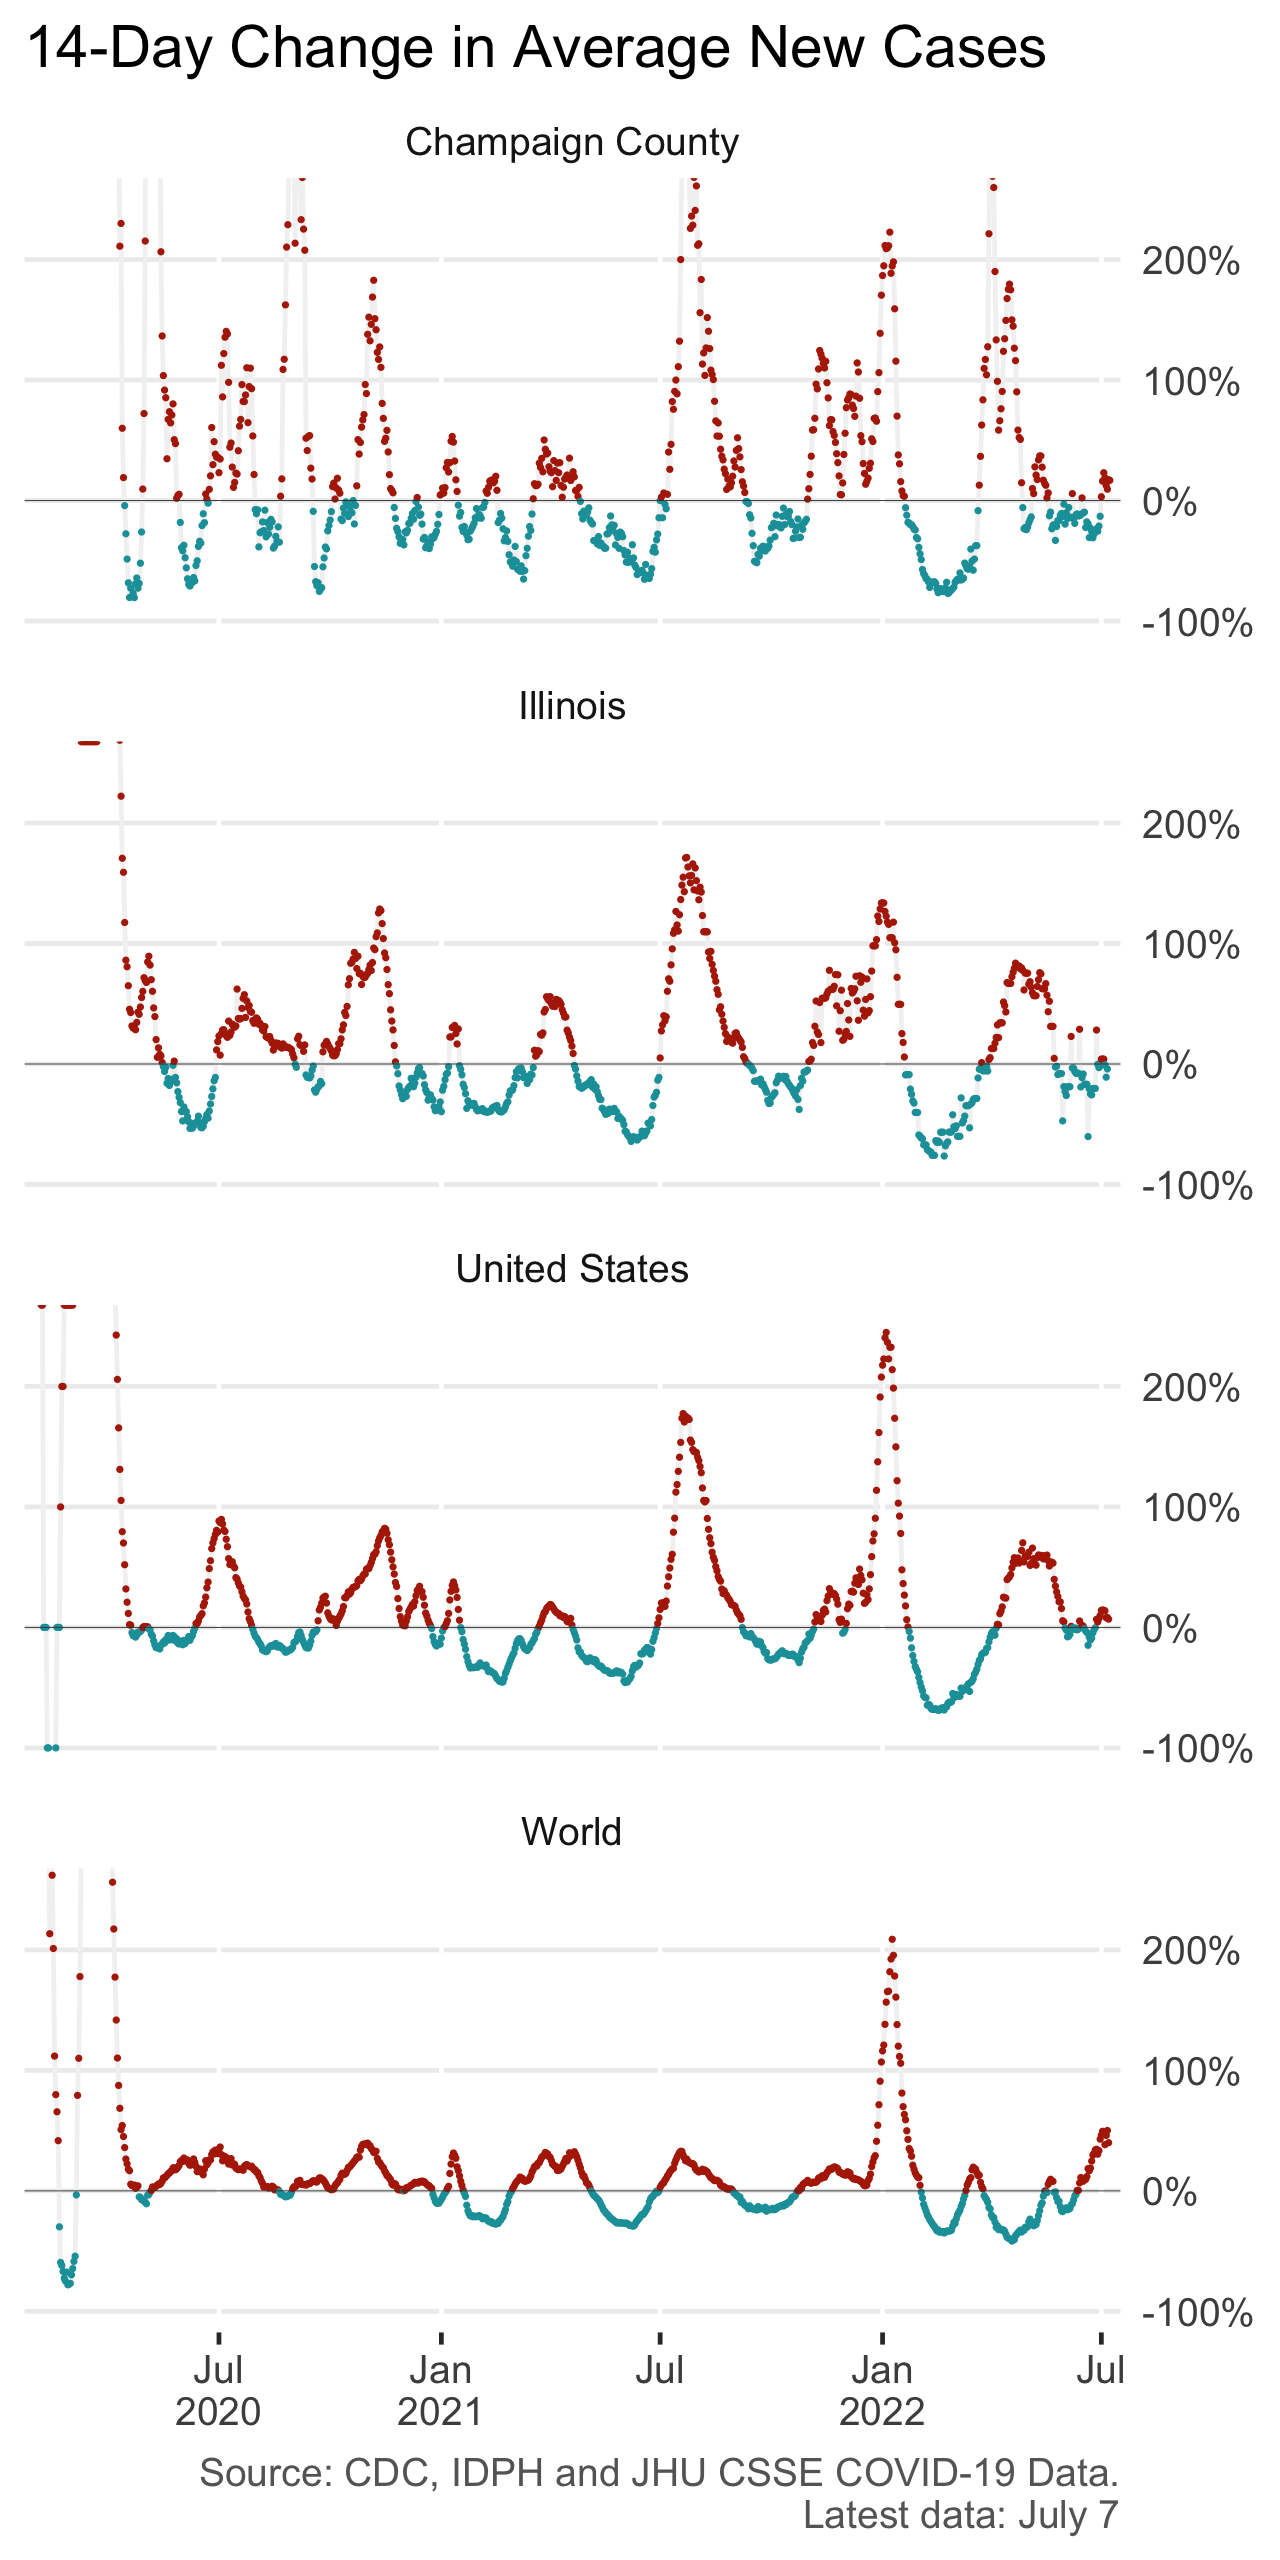 14-Day Change in Average New Cases
Champaign County
200%
100%
0%
-100%
Illinois
200%
100%
0%
-100%
United States
200%
100%
0%
-100%
World
200%
100%
0%
-100%
Jul Jan Jul Jan Jul
2020 2021 2022
Source: CDC, IDPH and JHU CSSE COVID-19 Data.
Latest data: July 7